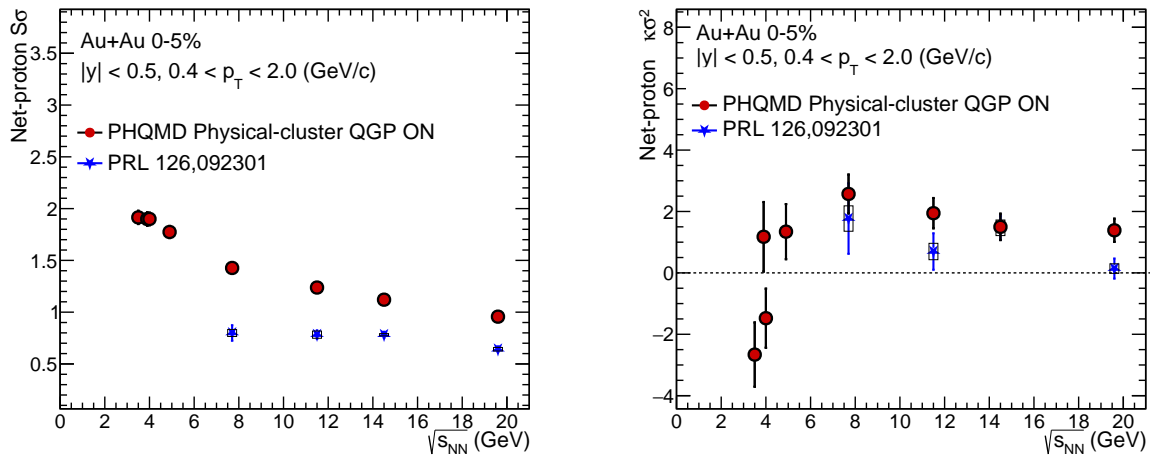 Net-proton Sσ
3.5
3
2.5
2
1.5
1
0.5
Au+Au 0-5%
|y| < 0.5, 0.4 < p_T < 2.0 (GeV/c)
PHQMD Physical-cluster QGP ON
PRL 126,092301
0 2 4 6 8 10 12 14 16 18 20
√s_NN (GeV)
Net-proton κσ²
8
6
4
2
0
−2
−4
Au+Au 0-5%
|y| < 0.5, 0.4 < p_T < 2.0 (GeV/c)
PHQMD Physical-cluster QGP ON
PRL 126,092301
0 2 4 6 8 10 12 14 16 18 20
√s_NN (GeV)